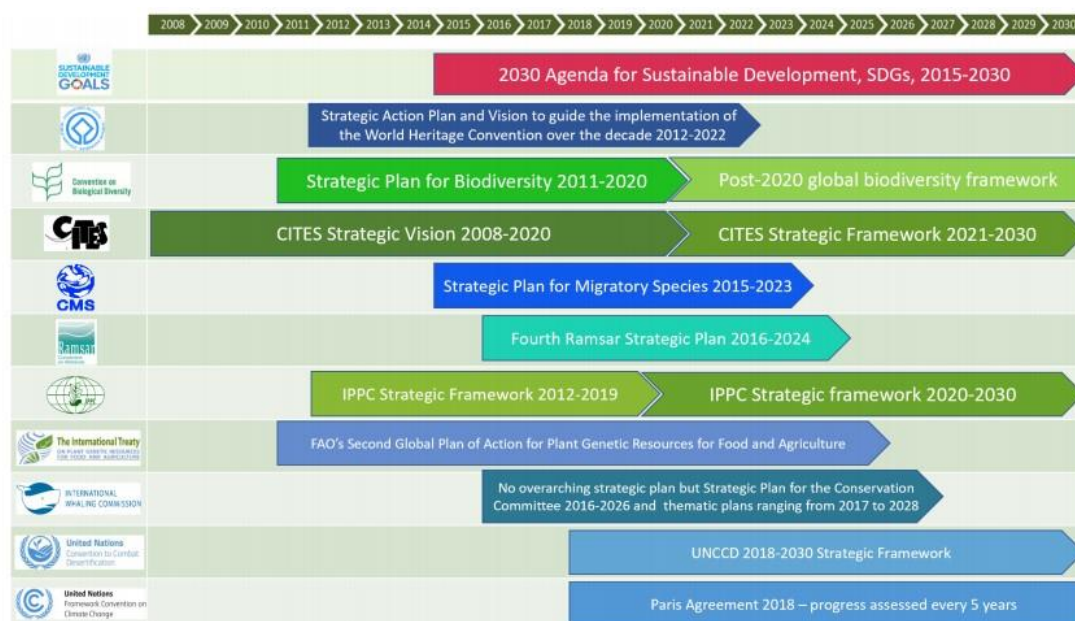 2008 2009 2010 2011 2012 2013 2014 2015 2016 2017 2018 2019 2020 2021 2022 2023 2024 2025 2026 2027 2028 2029 2030
SUSTAINABLE
DEVELOPMENT
GOALS
2030 Agenda for Sustainable Development, SDGs, 2015-2030
Strategic Action Plan and Vision to guide the implementation of
the World Heritage Convention over the decade 2012-2022
Convention on
Biological Diversity
Strategic Plan for Biodiversity 2011-2020
Post-2020 global biodiversity framework
CITES
CITES Strategic Vision 2008-2020
CITES Strategic Framework 2021-2030
CMS
Strategic Plan for Migratory Species 2015-2023
Ramsar
Fourth Ramsar Strategic Plan 2016-2024
IPPC
IPPC Strategic Framework 2012-2019
IPPC Strategic framework 2020-2030
The International Treaty
ON PLANT GENETIC RESOURCES
FOR FOOD AND AGRICULTURE
FAO's Second Global Plan of Action for Plant Genetic Resources for Food and Agriculture
INTERNATIONAL
WHALING COMMISSION
No overarching strategic plan but Strategic Plan for the Conservation
Committee 2016-2026 and thematic plans ranging from 2017 to 2028
United Nations
Convention to Combat
Desertification
UNCCD 2018-2030 Strategic Framework
United Nations
Framework Convention on
Climate Change
Paris Agreement 2018 – progress assessed every 5 years